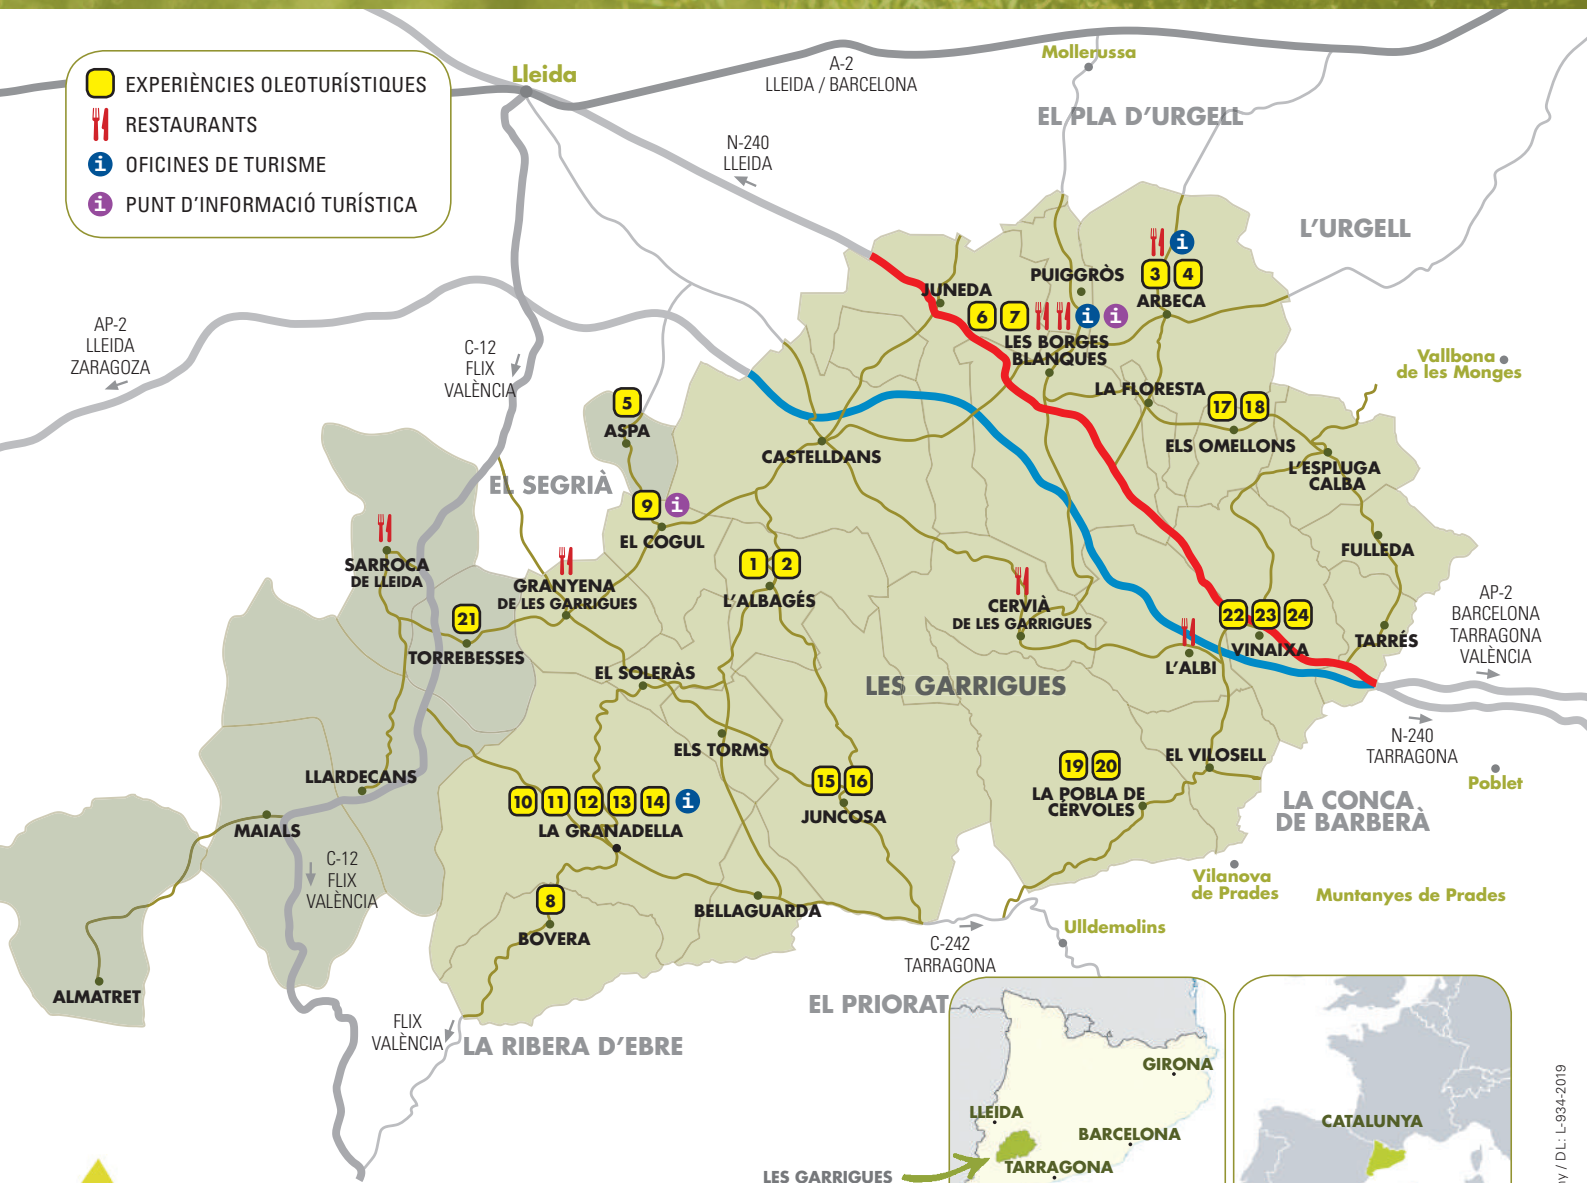 EXPERIÈNCIES OLEOTURÍSTIQUES
i RESTAURANTS
i OFICINES DE TURISME
i PUNT D'INFORMACIÓ TURÍSTICA
Lleida
A-2
LLEIDA / BARCELONA
Mollerussa
EL PLA D'URGELL
N-240
LLEIDA
L'URGELL
AP-2
LLEIDA
ZARAGOZA
C-12
FLIX
VALÈNCIA
JUNEDA
PUIGGRÒS
i
3 4
ARBECA
6 7 i i
LES BORGES
BLANQUES
Vallbona
de les Monges
LA FLORESTA
17 18
ELS OMELLONS
L'ESPLUGA
CALBA
5
ASPA
CASTELLDANS
EL SEGRIÀ
9 i
EL COGUL
SARROCA
DE LLEIDA
GRANYENA
DE LES GARRIGUES
1 2
L'ALBAGÉS
CERVIÀ
DE LES GARRIGUES
FULLEDA
21
TORREBESSES
22 23 24
VINAIXA
TARRÉS
L'ALBI
AP-2
BARCELONA
TARRAGONA
VALÈNCIA
EL SOLERÀS
LES GARRIGUES
N-240
TARRAGONA
ELS TORMS
EL VILOSELL
Poblet
LLARDECANS
15 16
JUNCOSA
19 20
LA POBLA DE
CÉRVOLES
LA CONCA
DE BARBERÀ
MAIALS
10 11 12 13 14 i
LA GRANADELLA
C-12
FLIX
VALÈNCIA
8
BOVERA
BELLAGUARDA
Vilanova
de Prades
Muntanyes de Prades
Ulldemolins
C-242
TARRAGONA
ALMATRET
EL PRIORAT
FLIX
VALÈNCIA
LA RIBERA D'EBRE
GIRONA
LLEIDA
BARCELONA
TARRAGONA
LES GARRIGUES
CATALUNYA
/ DL: L-934-2019